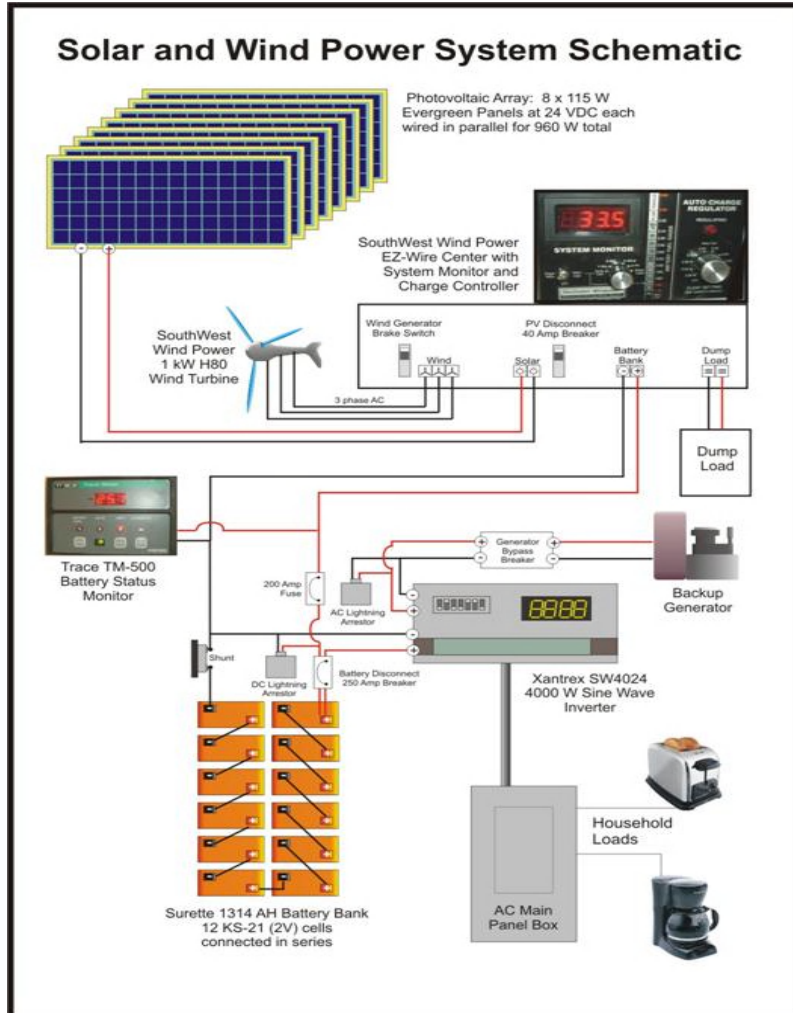 Solar and Wind Power System Schematic
Photovoltaic Array: 8 x 115 W
Evergreen Panels at 24 VDC each
wired in parallel for 960 W total
AUTO CHARGE
REGULATOR
33.5
SYSTEM MONITOR
SouthWest Wind Power
EZ-Wire Center with
System Monitor and
Charge Controller
Wind Generator
Brake Switch
PV Disconnect
40 Amp Breaker
Wind
Solar
Battery
Bank
Dump
Load
SouthWest
Wind Power
1 kW H80
Wind Turbine
3 phase AC
Dump
Load
Trace TM-500
Battery Status
Monitor
200 Amp
Fuse
AC Lightning
Arrestor
Generator
Bypass
Breaker
Backup
Generator
8888
Shunt
DC Lightning
Arrestor
Battery Disconnect
250 Amp Breaker
Xantrex SW4024
4000 W Sine Wave
Inverter
Household
Loads
AC Main
Panel Box
Surette 1314 AH Battery Bank
12 KS-21 (2V) cells
connected in series